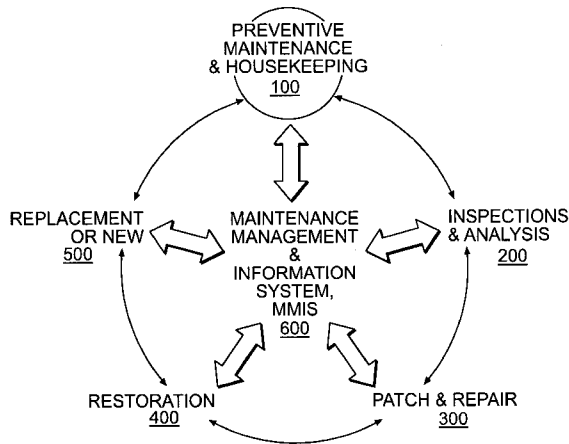 PREVENTIVE
MAINTENANCE
& HOUSEKEEPING
100
REPLACEMENT
OR NEW
500
MAINTENANCE
MANAGEMENT
&
INFORMATION
SYSTEM,
MMIS
600
INSPECTIONS
& ANALYSIS
200
RESTORATION
400
PATCH & REPAIR
300